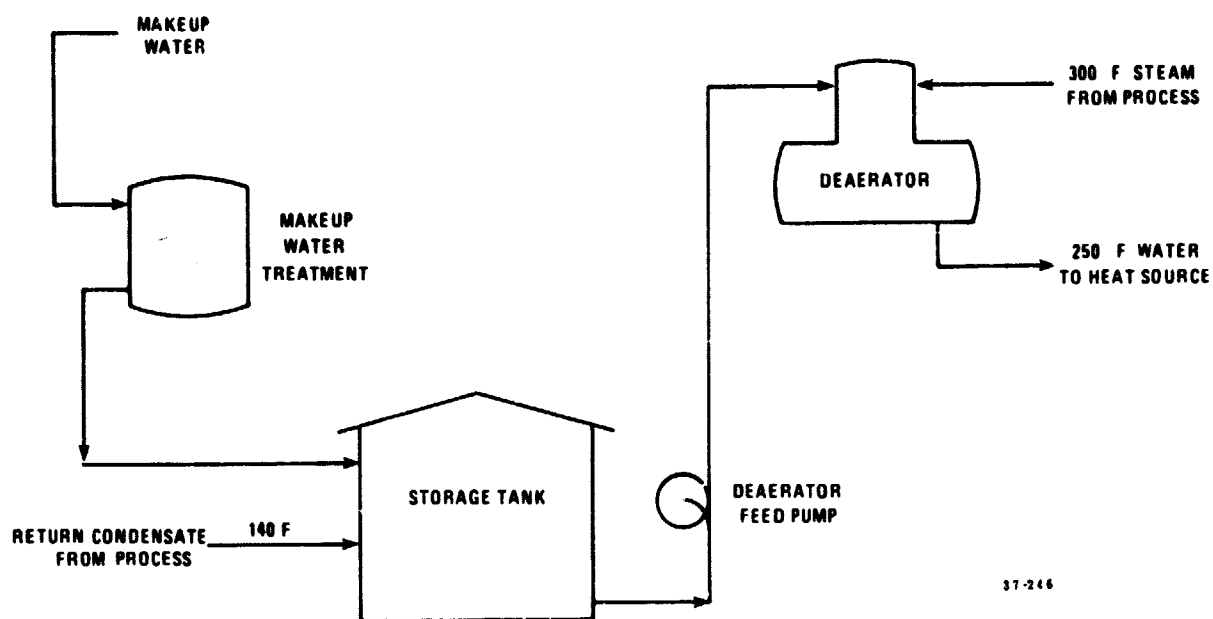 MAKEUP
WATER
300 F STEAM
FROM PROCESS
DEAERATOR
MAKEUP
WATER
TREATMENT
250 F WATER
TO HEAT SOURCE
STORAGE TANK
DEAERATOR
FEED PUMP
RETURN CONDENSATE
FROM PROCESS
140 F
37-246